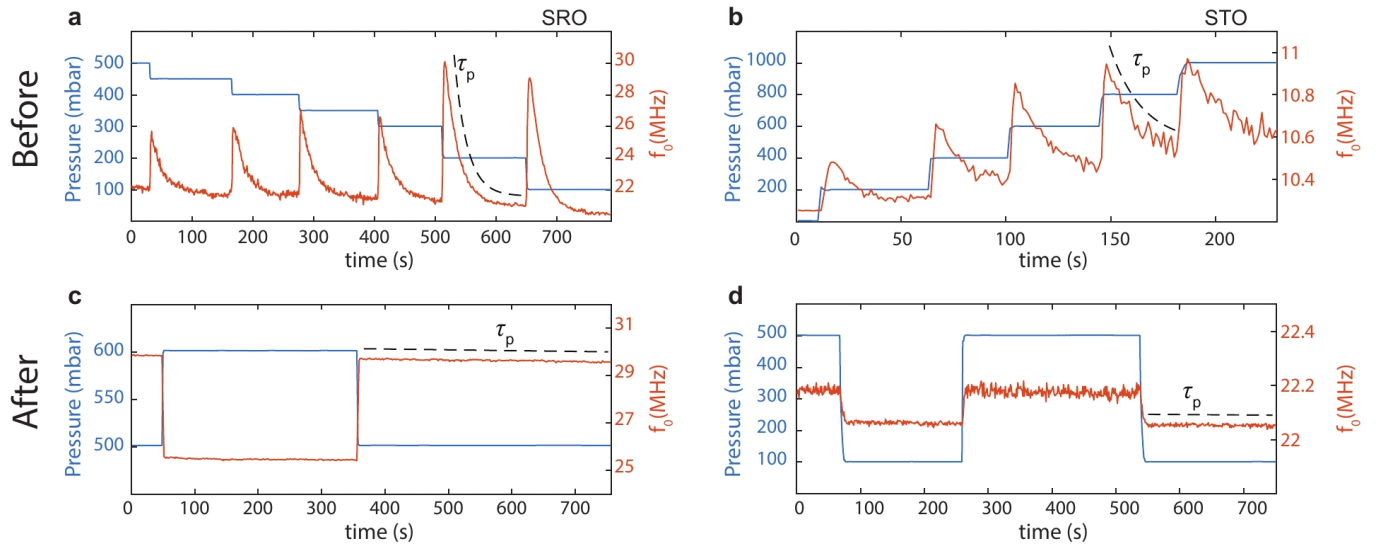 a
SRO
b
STO
Before
Pressure (mbar)
500
400
300
200
100
τp
30
28
26
24
22
f0(MHz)
0 100 200 300 400 500 600 700
time (s)
Pressure (mbar)
1000
800
600
400
200
τp
11
10.8
10.6
10.4
f0(MHz)
0 50 100 150 200
time (s)
c
d
After
Pressure (mbar)
600
550
500
τp
31
29
27
25
f0(MHz)
0 100 200 300 400 500 600 700
time (s)
Pressure (mbar)
500
400
300
200
100
τp
22.4
22.2
22
f0(MHz)
0 100 200 300 400 500 600 700
time (s)